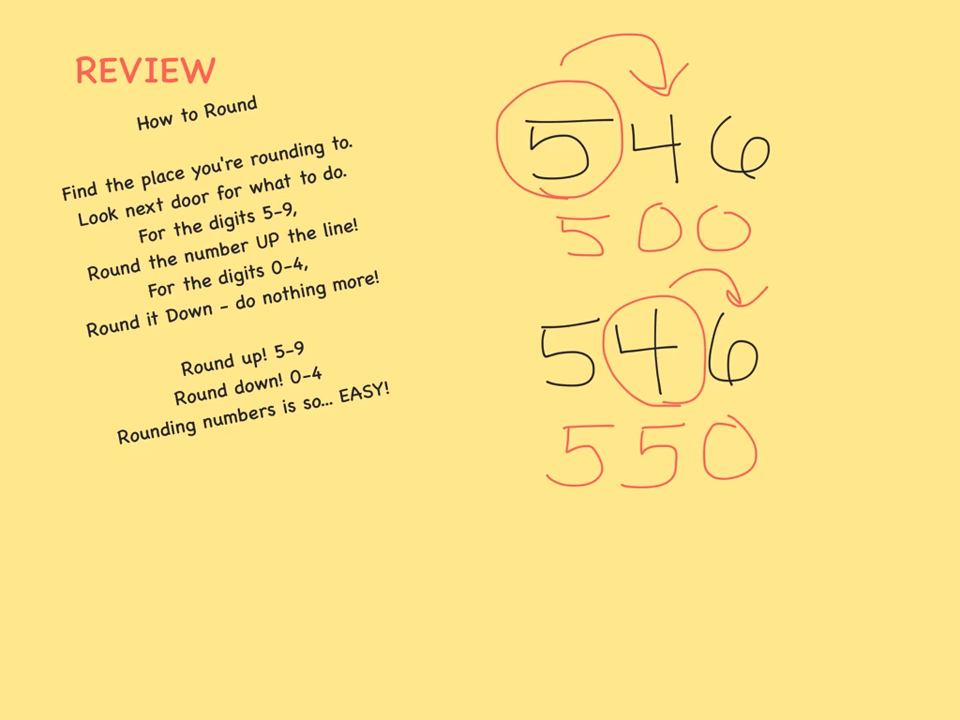 REVIEW
How to Round
Find the place you're rounding to.
Look next door for what to do.
For the digits 5-9,
Round the number UP the line!
For the digits 0-4,
Round it Down - do nothing more!
Round up! 5-9
Round down! 0-4
Rounding numbers is so... EASY!
546
500
546
550